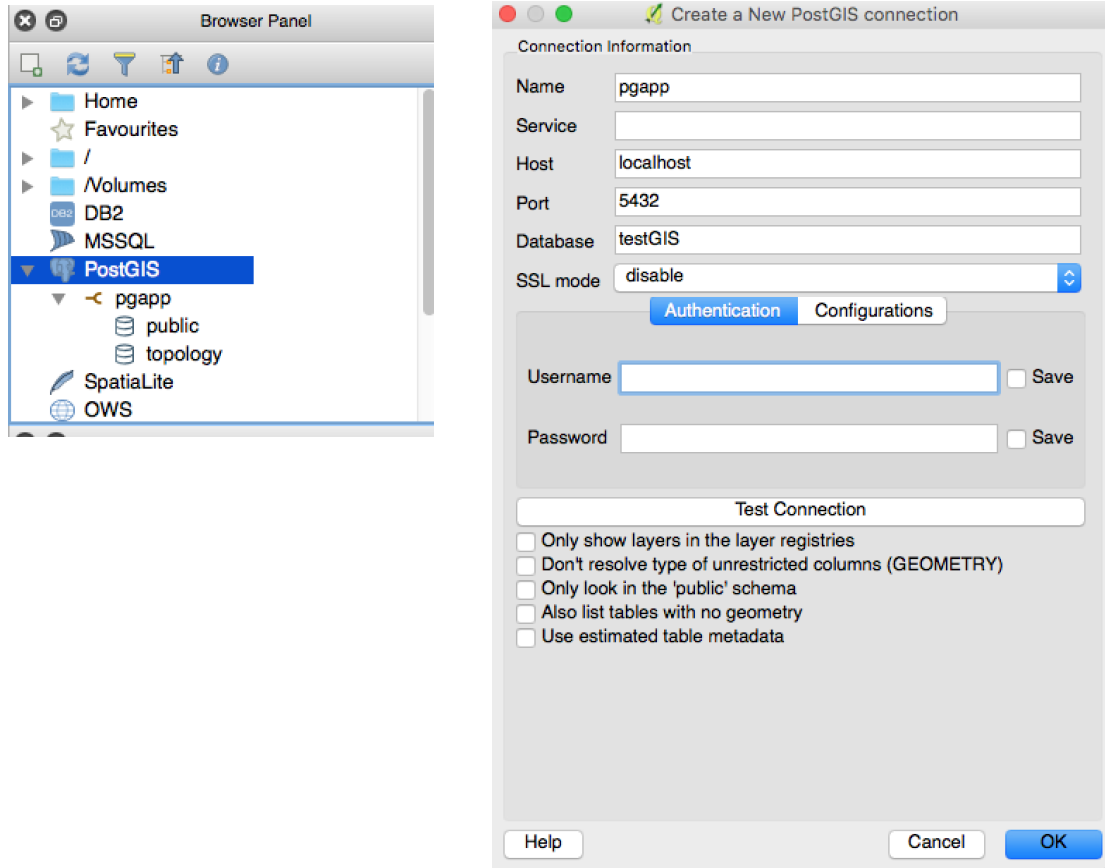 Browser Panel
Home
Favourites
/
/Volumes
DB2
DB2
MSSQL
PostGIS
pgapp
public
topology
SpatiaLite
OWS
Create a New PostGIS connection
Connection Information
Name pgapp
Service
Host localhost
Port 5432
Database testGIS
SSL mode disable
Authentication Configurations
Username Save
Password Save
Test Connection
Only show layers in the layer registries
Don't resolve type of unrestricted columns (GEOMETRY)
Only look in the 'public' schema
Also list tables with no geometry
Use estimated table metadata
Help Cancel OK